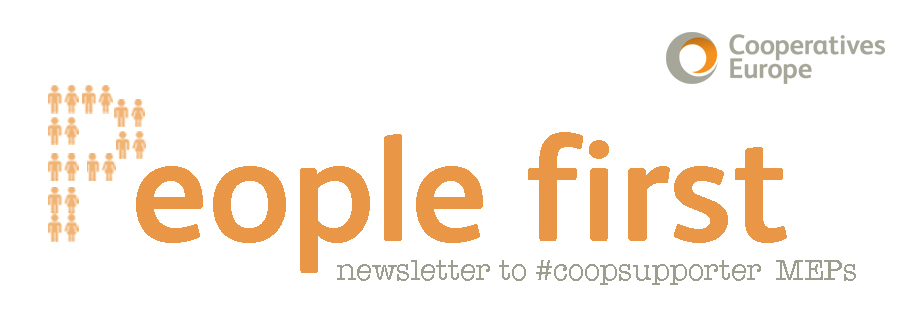 Cooperatives
Europe
People first
newsletter to #coopsupporter MEPs